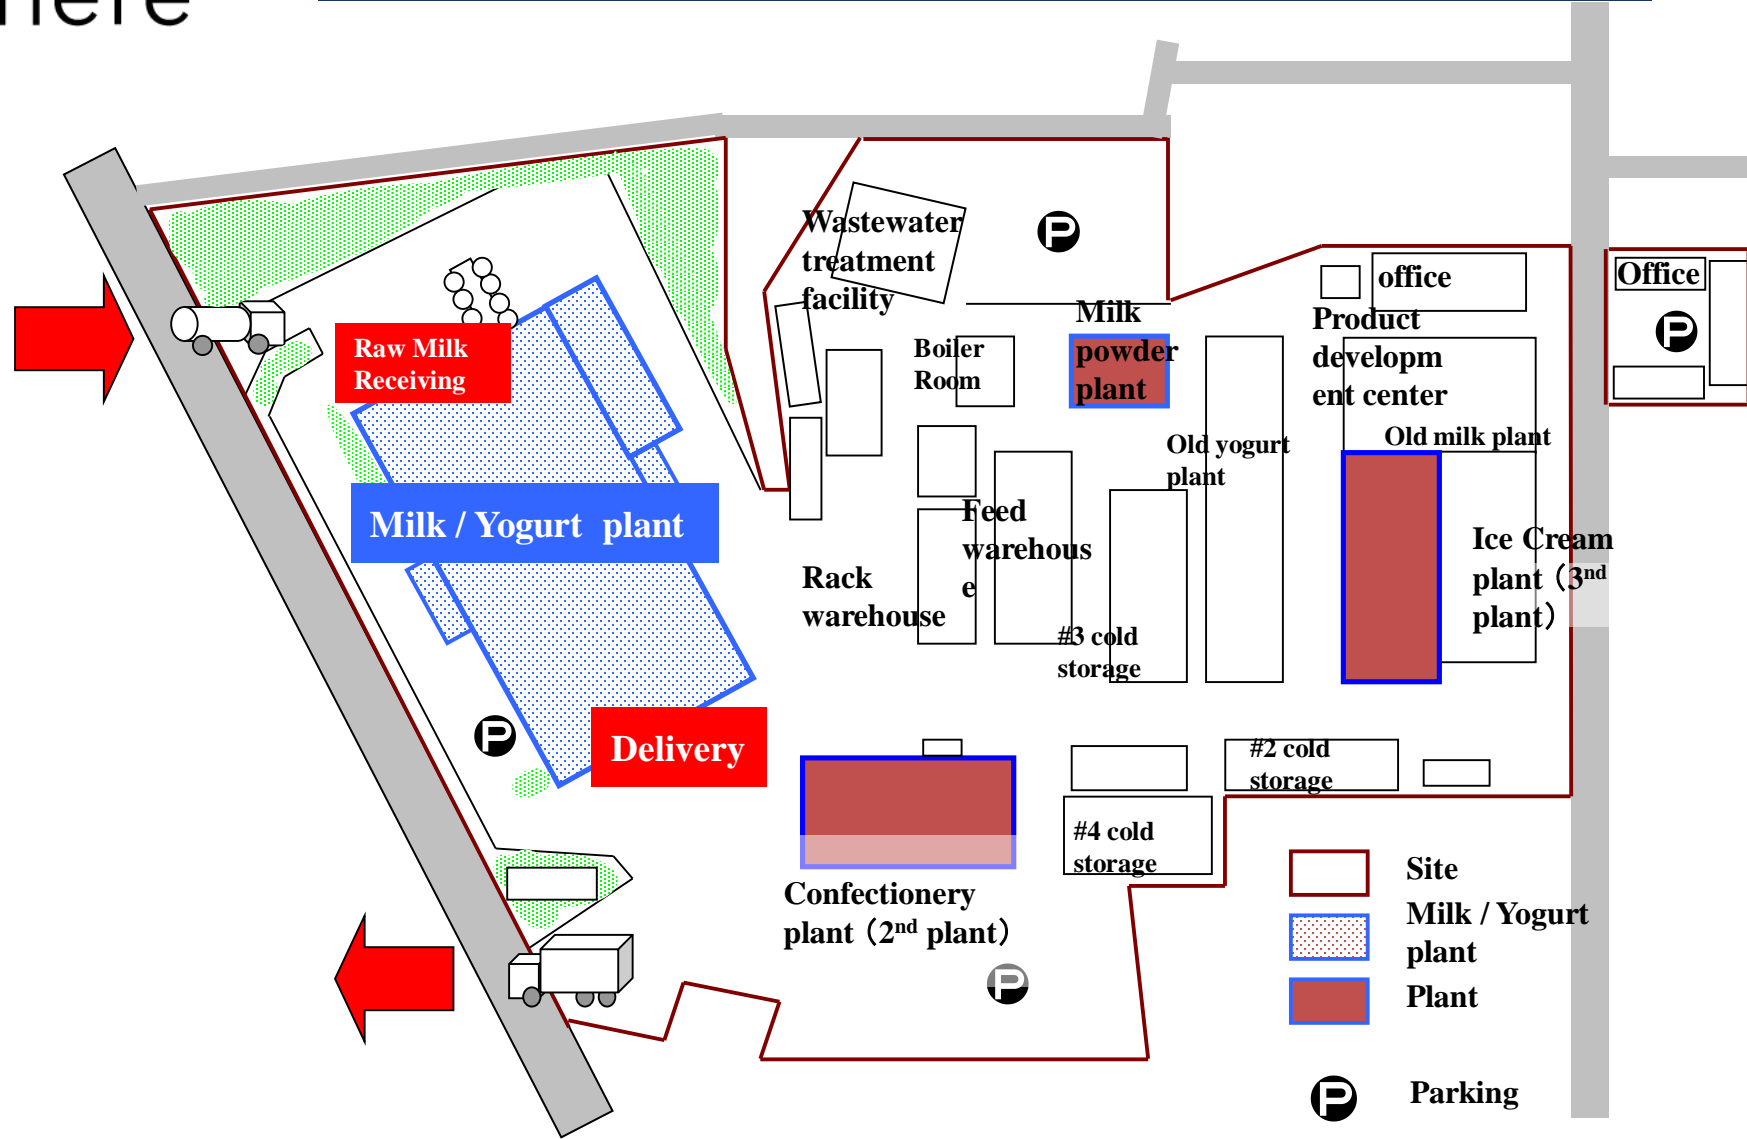 here
Wastewater
treatment
facility
P
office
Office
P
Milk
powder
plant
Product
developm
ent center
Boiler
Room
Raw Milk
Receiving
Old yogurt
plant
Old milk plant
Milk / Yogurt plant
Feed
warehous
e
Ice Cream
plant（3nd
plant）
Rack
warehouse
#3 cold
storage
P
Delivery
#2 cold
storage
#4 cold
storage
Confectionery
plant（2nd plant）
P
Site
Milk / Yogurt
plant
Plant
P Parking